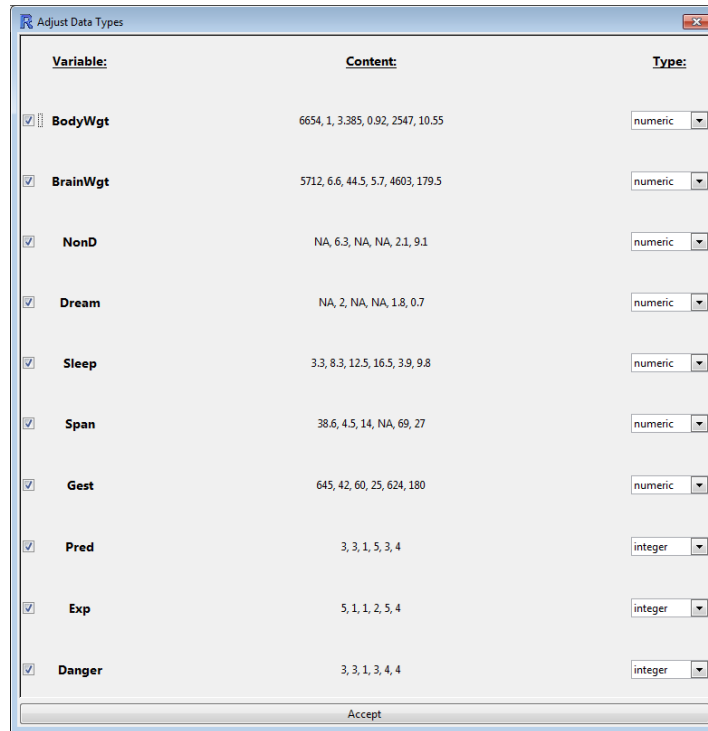 Adjust Data Types
Variable: Content: Type:
BodyWgt 6654, 1, 3.385, 0.92, 2547, 10.55 numeric
BrainWgt 5712, 6.6, 44.5, 5.7, 4603, 179.5 numeric
NonD NA, 6.3, NA, NA, 2.1, 9.1 numeric
Dream NA, 2, NA, NA, 1.8, 0.7 numeric
Sleep 3.3, 8.3, 12.5, 16.5, 3.9, 9.8 numeric
Span 38.6, 4.5, 14, NA, 69, 27 numeric
Gest 645, 42, 60, 25, 624, 180 numeric
Pred 3, 3, 1, 5, 3, 4 integer
Exp 5, 1, 1, 2, 5, 4 integer
Danger 3, 3, 1, 3, 4, 4 integer
Accept